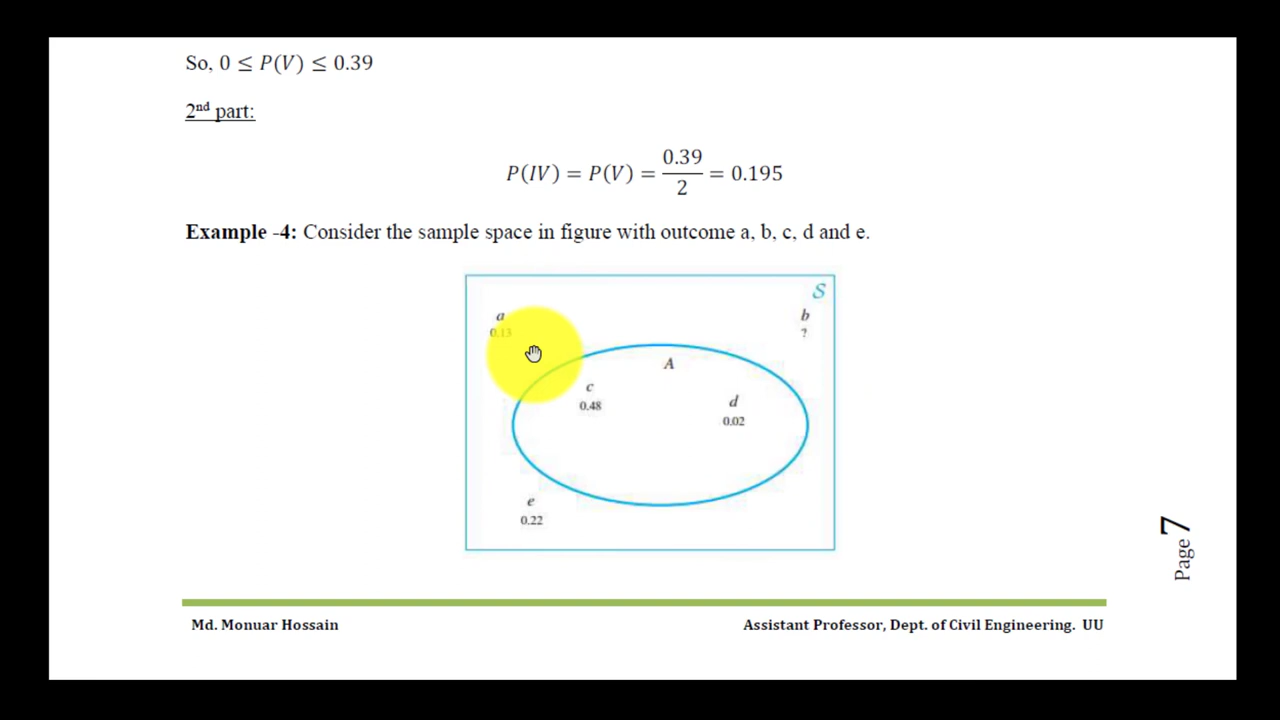 So, 0 ≤ P(V) ≤ 0.39
2nd part:
P(IV) = P(V) = 0.39/2 = 0.195
Example -4: Consider the sample space in figure with outcome a, b, c, d and e.
S
a
0.13
b
?
A
c
0.48
d
0.02
e
0.22
Page 7
Md. Monuar Hossain
Assistant Professor, Dept. of Civil Engineering. UU